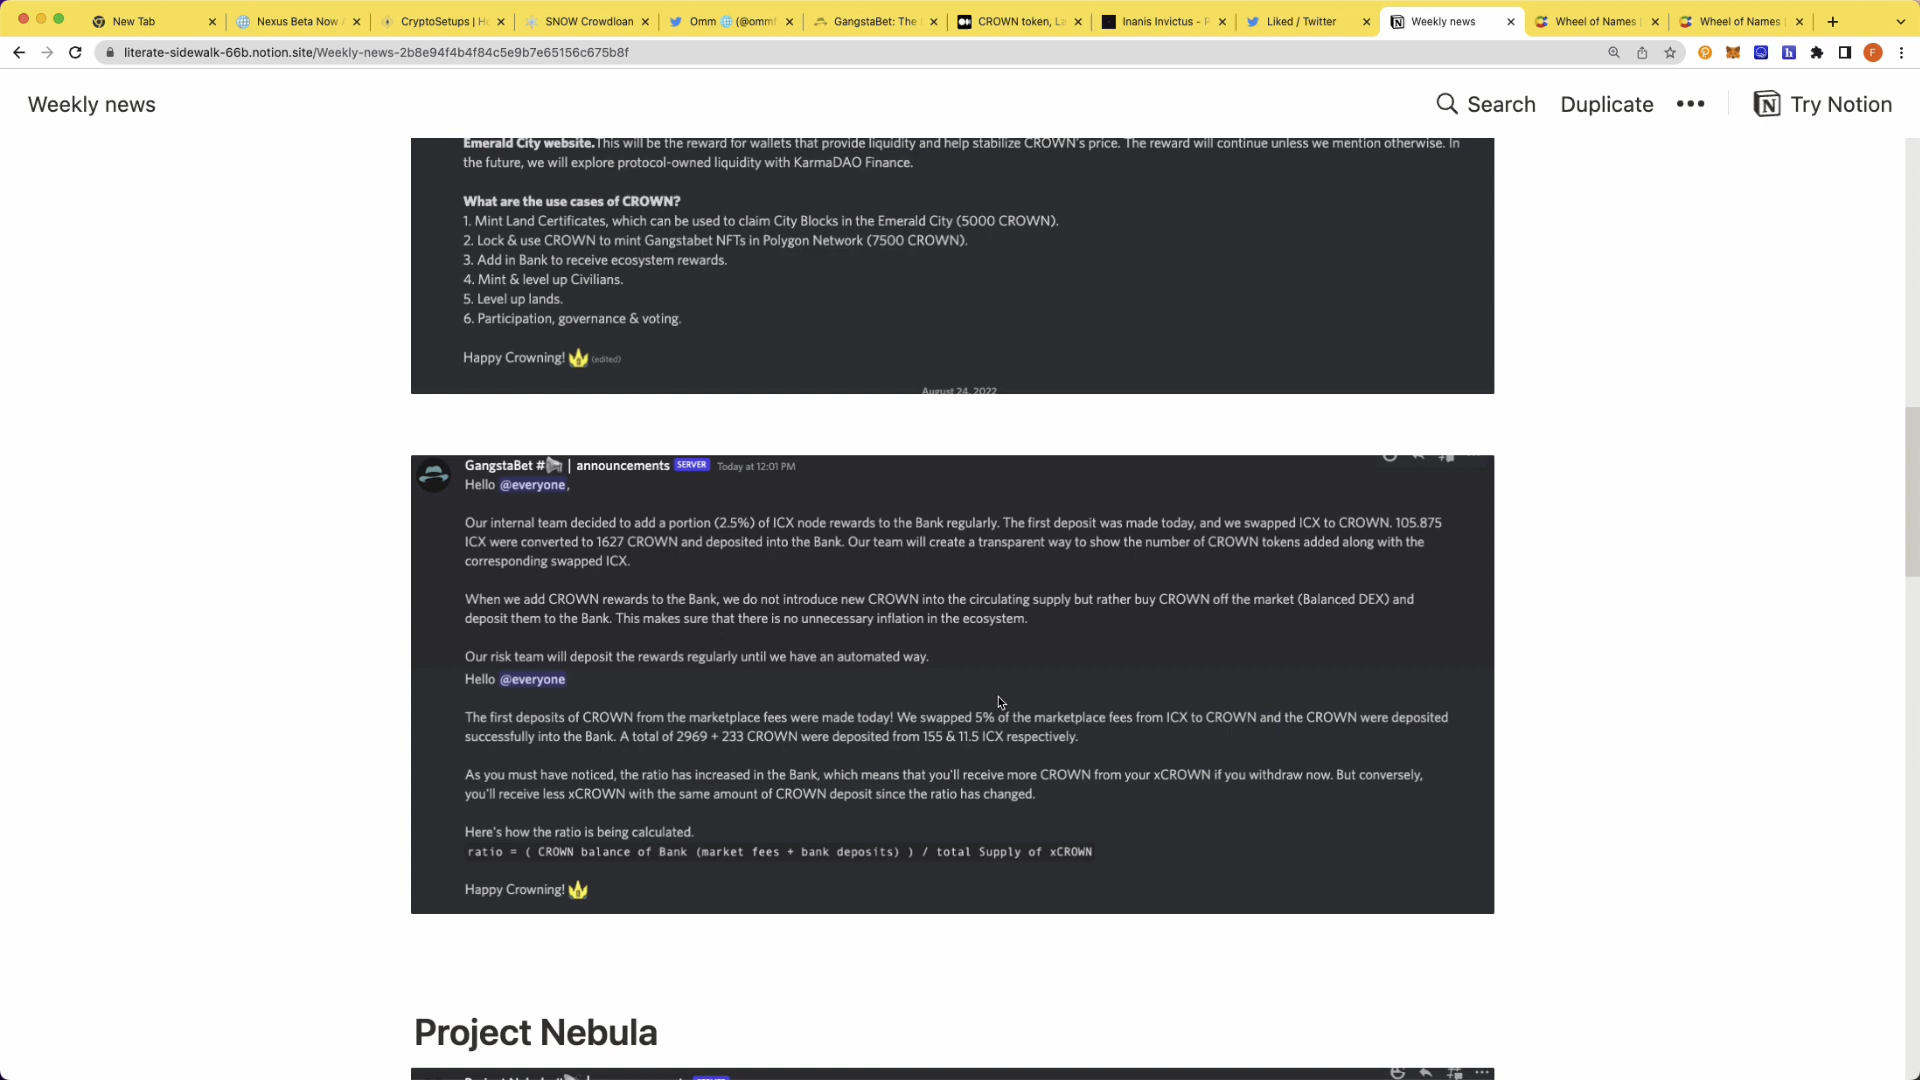 New Tab
Nexus Beta Now
CryptoSetups | H
SNOW Crowdloan
Omm (@omm
GangstaBet: The
CROWN token, La
Inanis Invictus - P
Liked / Twitter
Weekly news
Wheel of Names
Wheel of Names
literate-sidewalk-66b.notion.site/Weekly-news-2b8e94f4b4f84c5e9b7e65156c675b8f
Weekly news
Search
Duplicate
Try Notion
Emerald City website.This will be the reward for wallets that provide liquidity and help stabilize CROWN's price. The reward will continue unless we mention otherwise. In
the future, we will explore protocol-owned liquidity with KarmaDAO Finance.
What are the use cases of CROWN?
1. Mint Land Certificates, which can be used to claim City Blocks in the Emerald City (5000 CROWN).
2. Lock & use CROWN to mint Gangstabet NFTs in Polygon Network (7500 CROWN).
3. Add in Bank to receive ecosystem rewards.
4. Mint & level up Civilians.
5. Level up lands.
6. Participation, governance & voting.
Happy Crowning! (edited)
August 24, 2022
GangstaBet # | announcements SERVER Today at 12:01 PM
Hello @everyone,
Our internal team decided to add a portion (2.5%) of ICX node rewards to the Bank regularly. The first deposit was made today, and we swapped ICX to CROWN. 105.875
ICX were converted to 1627 CROWN and deposited into the Bank. Our team will create a transparent way to show the number of CROWN tokens added along with the
corresponding swapped ICX.
When we add CROWN rewards to the Bank, we do not introduce new CROWN into the circulating supply but rather buy CROWN off the market (Balanced DEX) and
deposit them to the Bank. This makes sure that there is no unnecessary inflation in the ecosystem.
Our risk team will deposit the rewards regularly until we have an automated way.
Hello @everyone
The first deposits of CROWN from the marketplace fees were made today! We swapped 5% of the marketplace fees from ICX to CROWN and the CROWN were deposited
successfully into the Bank. A total of 2969 + 233 CROWN were deposited from 155 & 11.5 ICX respectively.
As you must have noticed, the ratio has increased in the Bank, which means that you'll receive more CROWN from your xCROWN if you withdraw now. But conversely,
you'll receive less xCROWN with the same amount of CROWN deposit since the ratio has changed.
Here's how the ratio is being calculated.
ratio = ( CROWN balance of Bank (market fees + bank deposits) ) / total Supply of xCROWN
Happy Crowning!
Project Nebula